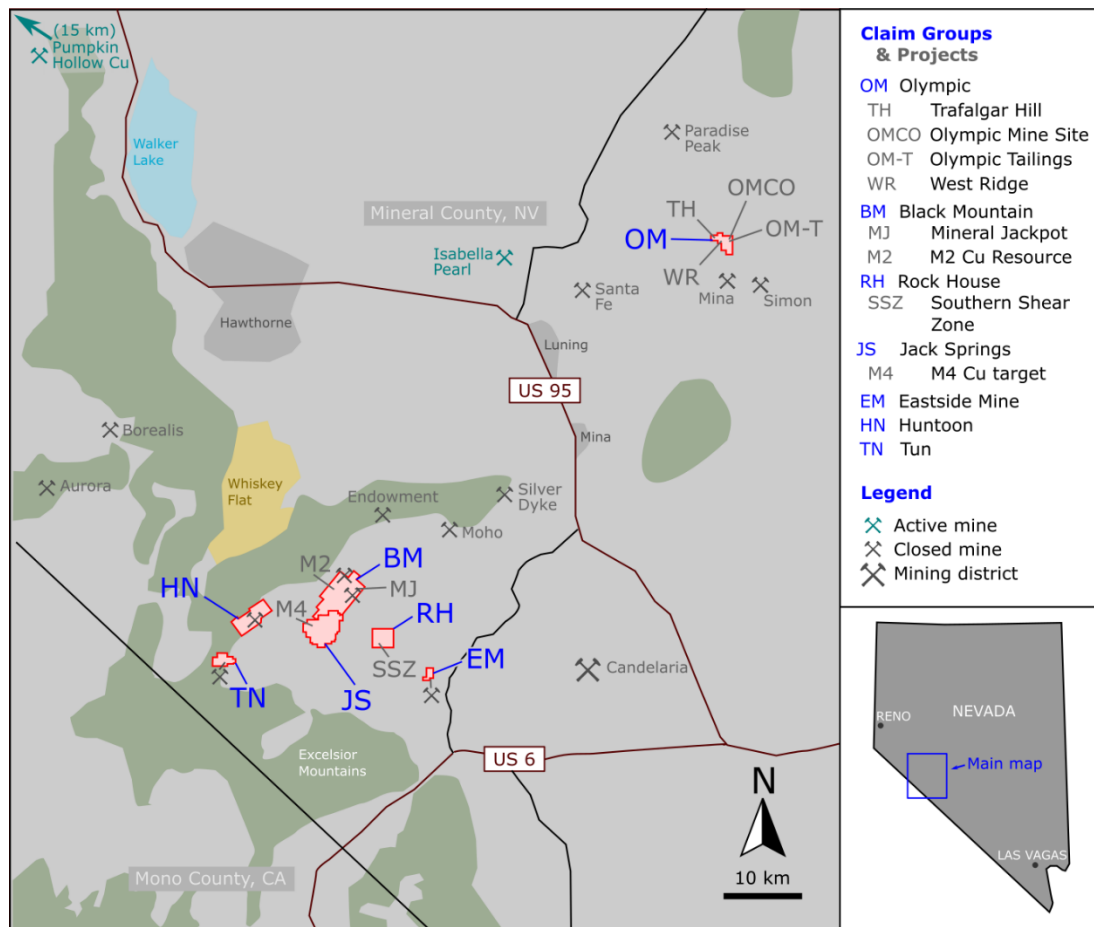 (15 km)
Pumpkin
Hollow Cu
Walker
Lake
Mineral County, NV
Paradise
Peak
OMCO
TH
OM
OM-T
WR
Isabella
Pearl
Santa
Fe
Mina
Simon
Hawthorne
Luning
US 95
Mina
Borealis
Aurora
Whiskey
Flat
Endowment
Silver
Dyke
Moho
M2
BM
MJ
HN
M4
RH
SSZ
EM
TN
JS
Candelaria
Excelsior
Mountains
US 6
N
Mono County, CA
10 km
Claim Groups
& Projects
OM Olympic
TH Trafalgar Hill
OMCO Olympic Mine Site
OM-T Olympic Tailings
WR West Ridge
BM Black Mountain
MJ Mineral Jackpot
M2 M2 Cu Resource
RH Rock House
SSZ Southern Shear
Zone
JS Jack Springs
M4 M4 Cu target
EM Eastside Mine
HN Huntoon
TN Tun
Legend
Active mine
Closed mine
Mining district
RENO
NEVADA
Main map
LAS VAGAS